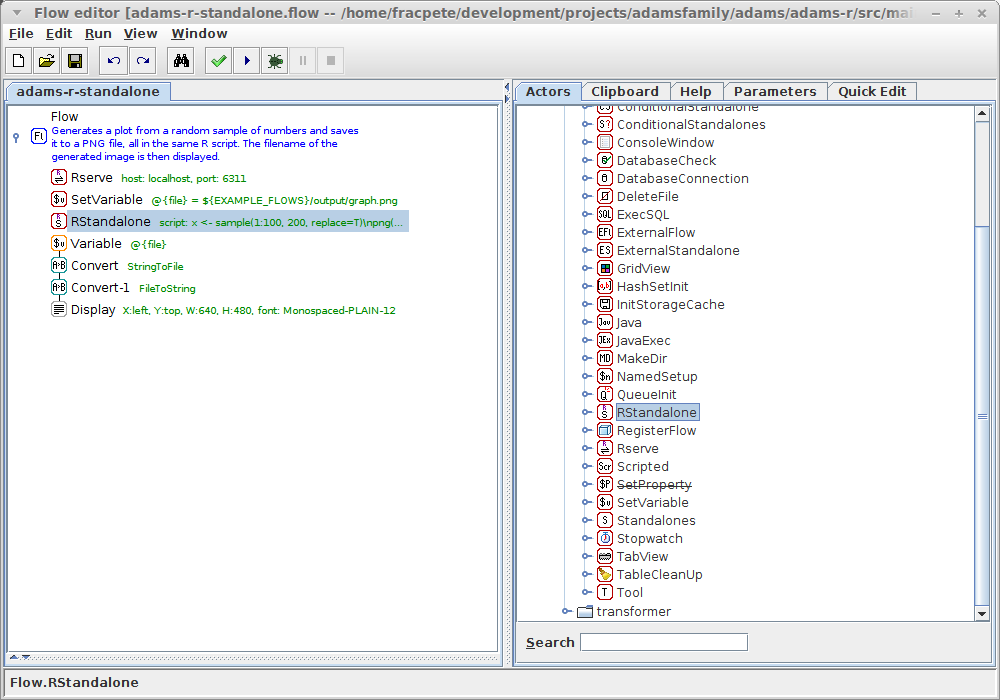 Flow editor [adams-r-standalone.flow -- /home/fracpete/development/projects/adamsfamily/adams/adams-r/src/mai
File Edit Run View Window
adams-r-standalone
Flow
Generates a plot from a random sample of numbers and saves
it to a PNG file, all in the same R script. The filename of the
generated image is then displayed.
Rserve host: localhost, port: 6311
SetVariable @{file} = ${EXAMPLE_FLOWS}/output/graph.png
RStandalone script: x <- sample(1:100, 200, replace=T)\npng(...
Variable @{file}
Convert StringToFile
Convert-1 FileToString
Display X:left, Y:top, W:640, H:480, font: Monospaced-PLAIN-12
Actors Clipboard Help Parameters Quick Edit
ConditionalStandalone
ConditionalStandalones
ConsoleWindow
DatabaseCheck
DatabaseConnection
DeleteFile
ExecSQL
ExternalFlow
ExternalStandalone
GridView
HashSetInit
InitStorageCache
Java
JavaExec
MakeDir
NamedSetup
QueueInit
RStandalone
RegisterFlow
Rserve
Scripted
SetProperty
SetVariable
Standalones
Stopwatch
TabView
TableCleanUp
Tool
transformer
Search
Flow.RStandalone